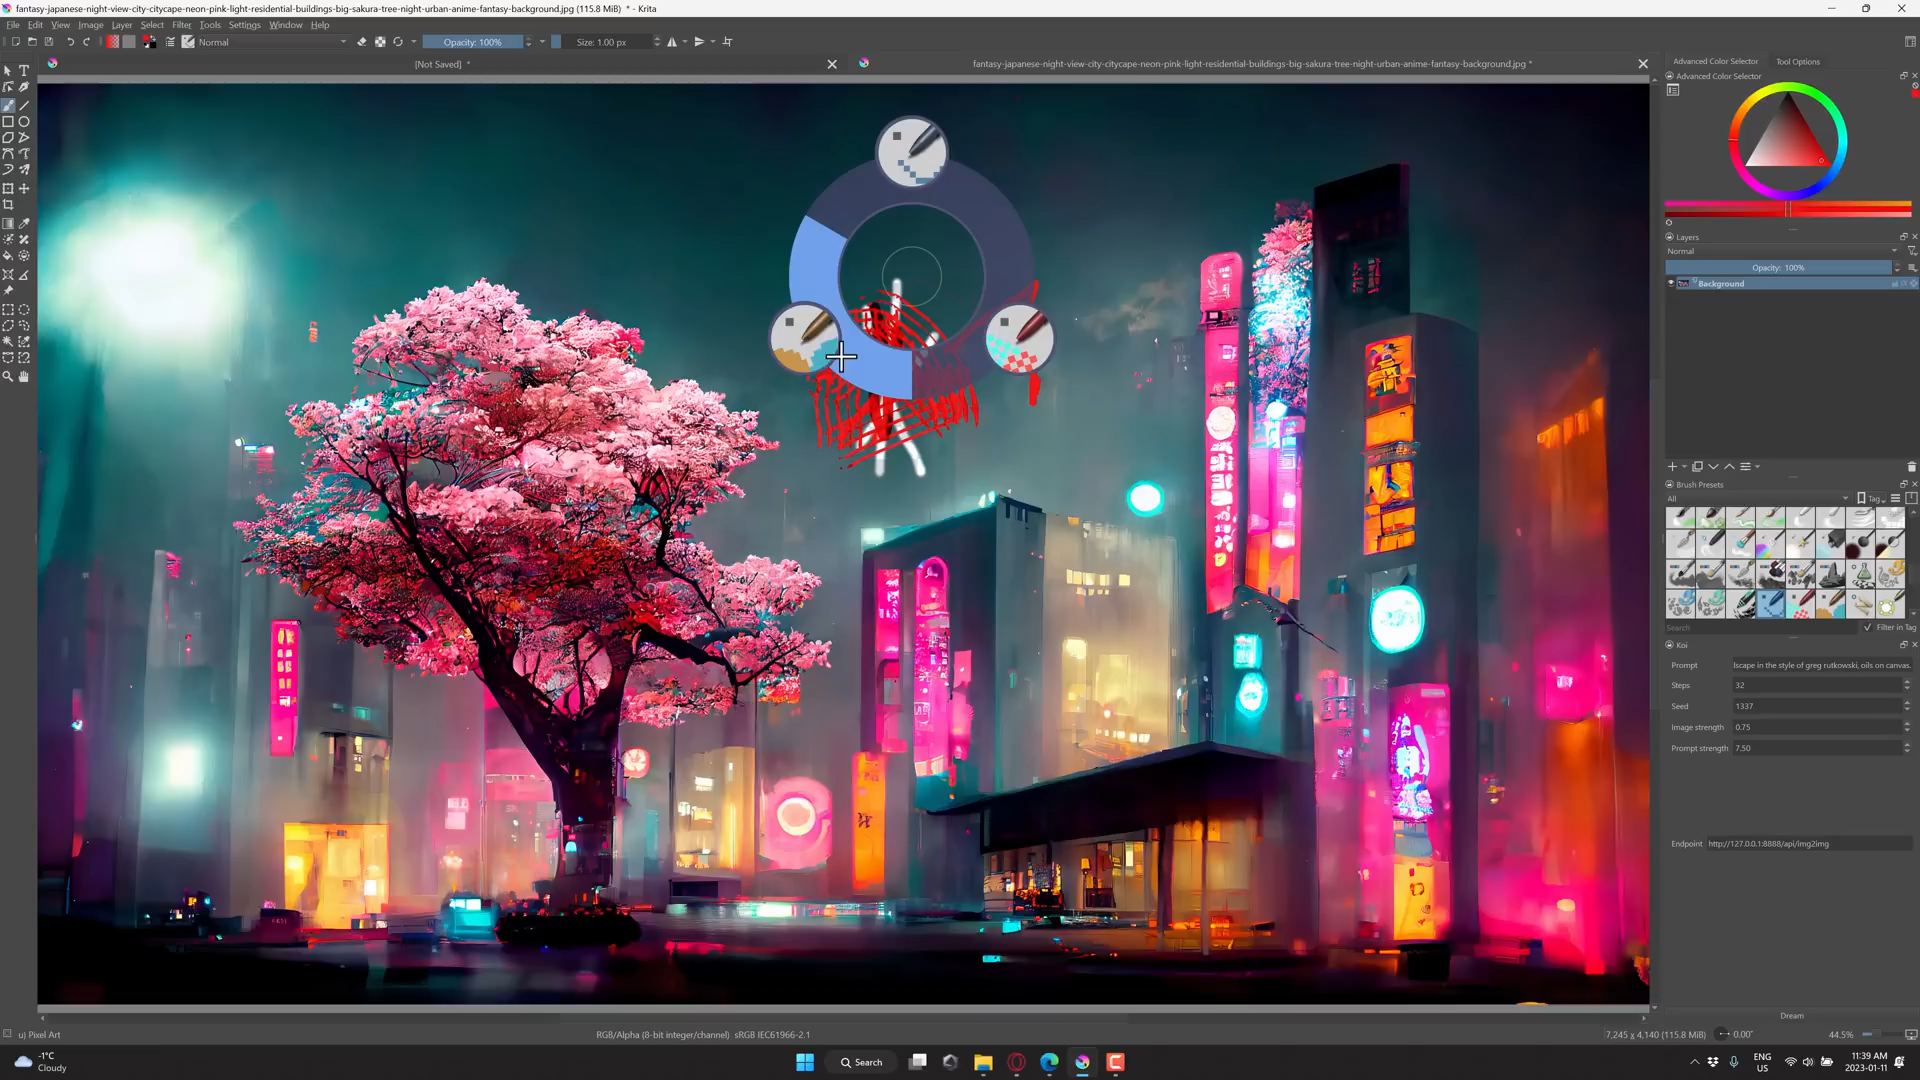 fantasy-japanese-night-view-city-citycape-neon-pink-light-residential-buildings-big-sakura-tree-night-urban-anime-fantasy-background.jpg (115.8 MiB)  * - Krita
File Edit View Image Layer Select Filter Tools Settings Window Help
Normal
Opacity: 100%
Size: 1.00 px
[Not Saved] *
fantasy-japanese-night-view-city-citycape-neon-pink-light-residential-buildings-big-sakura-tree-night-urban-anime-fantasy-background.jpg *
Advanced Color Selector
Tool Options
Advanced Color Selector
Layers
Normal
Opacity: 100%
Background
Brush Presets
All
Tag
Search
Filter in Tag
Koi
Prompt
lscape in the style of greg rutkowski, oils on canvas.
Steps
32
Seed
1337
Image strength
0.75
Prompt strength
7.50
Endpoint
http://127.0.0.1:8888/api/img2img
Dream
u) Pixel Art
RGB/Alpha (8-bit integer/channel)  sRGB IEC61966-2.1
7,245 x 4,140 (115.8 MiB)
0.00°
44.5%
-1°C
Cloudy
Search
ENG
US
11:39 AM
2023-01-11